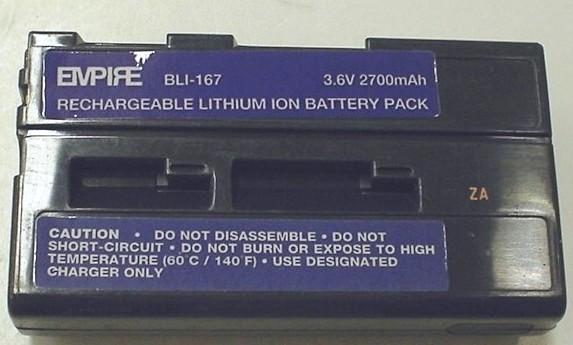 EMPIRE BLI-167 3.6V 2700mAh
RECHARGEABLE LITHIUM ION BATTERY PACK
ZA
CAUTION • DO NOT DISASSEMBLE • DO NOT
SHORT-CIRCUIT • DO NOT BURN OR EXPOSE TO HIGH
TEMPERATURE (60 C / 140 F) • USE DESIGNATED
CHARGER ONLY